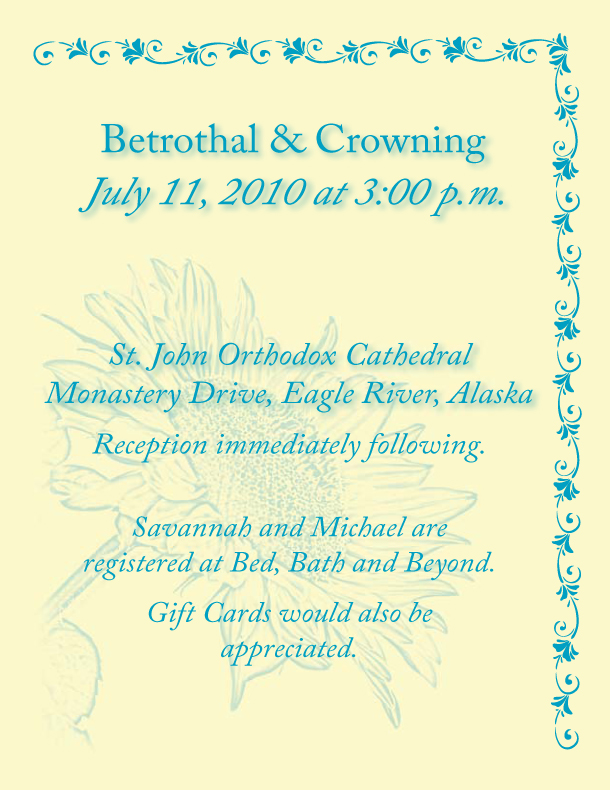 Betrothal & Crowning
July 11, 2010 at 3:00 p.m.
St. John Orthodox Cathedral
Monastery Drive, Eagle River, Alaska
Reception immediately following.
Savannah and Michael are
registered at Bed, Bath and Beyond.
Gift Cards would also be
appreciated.